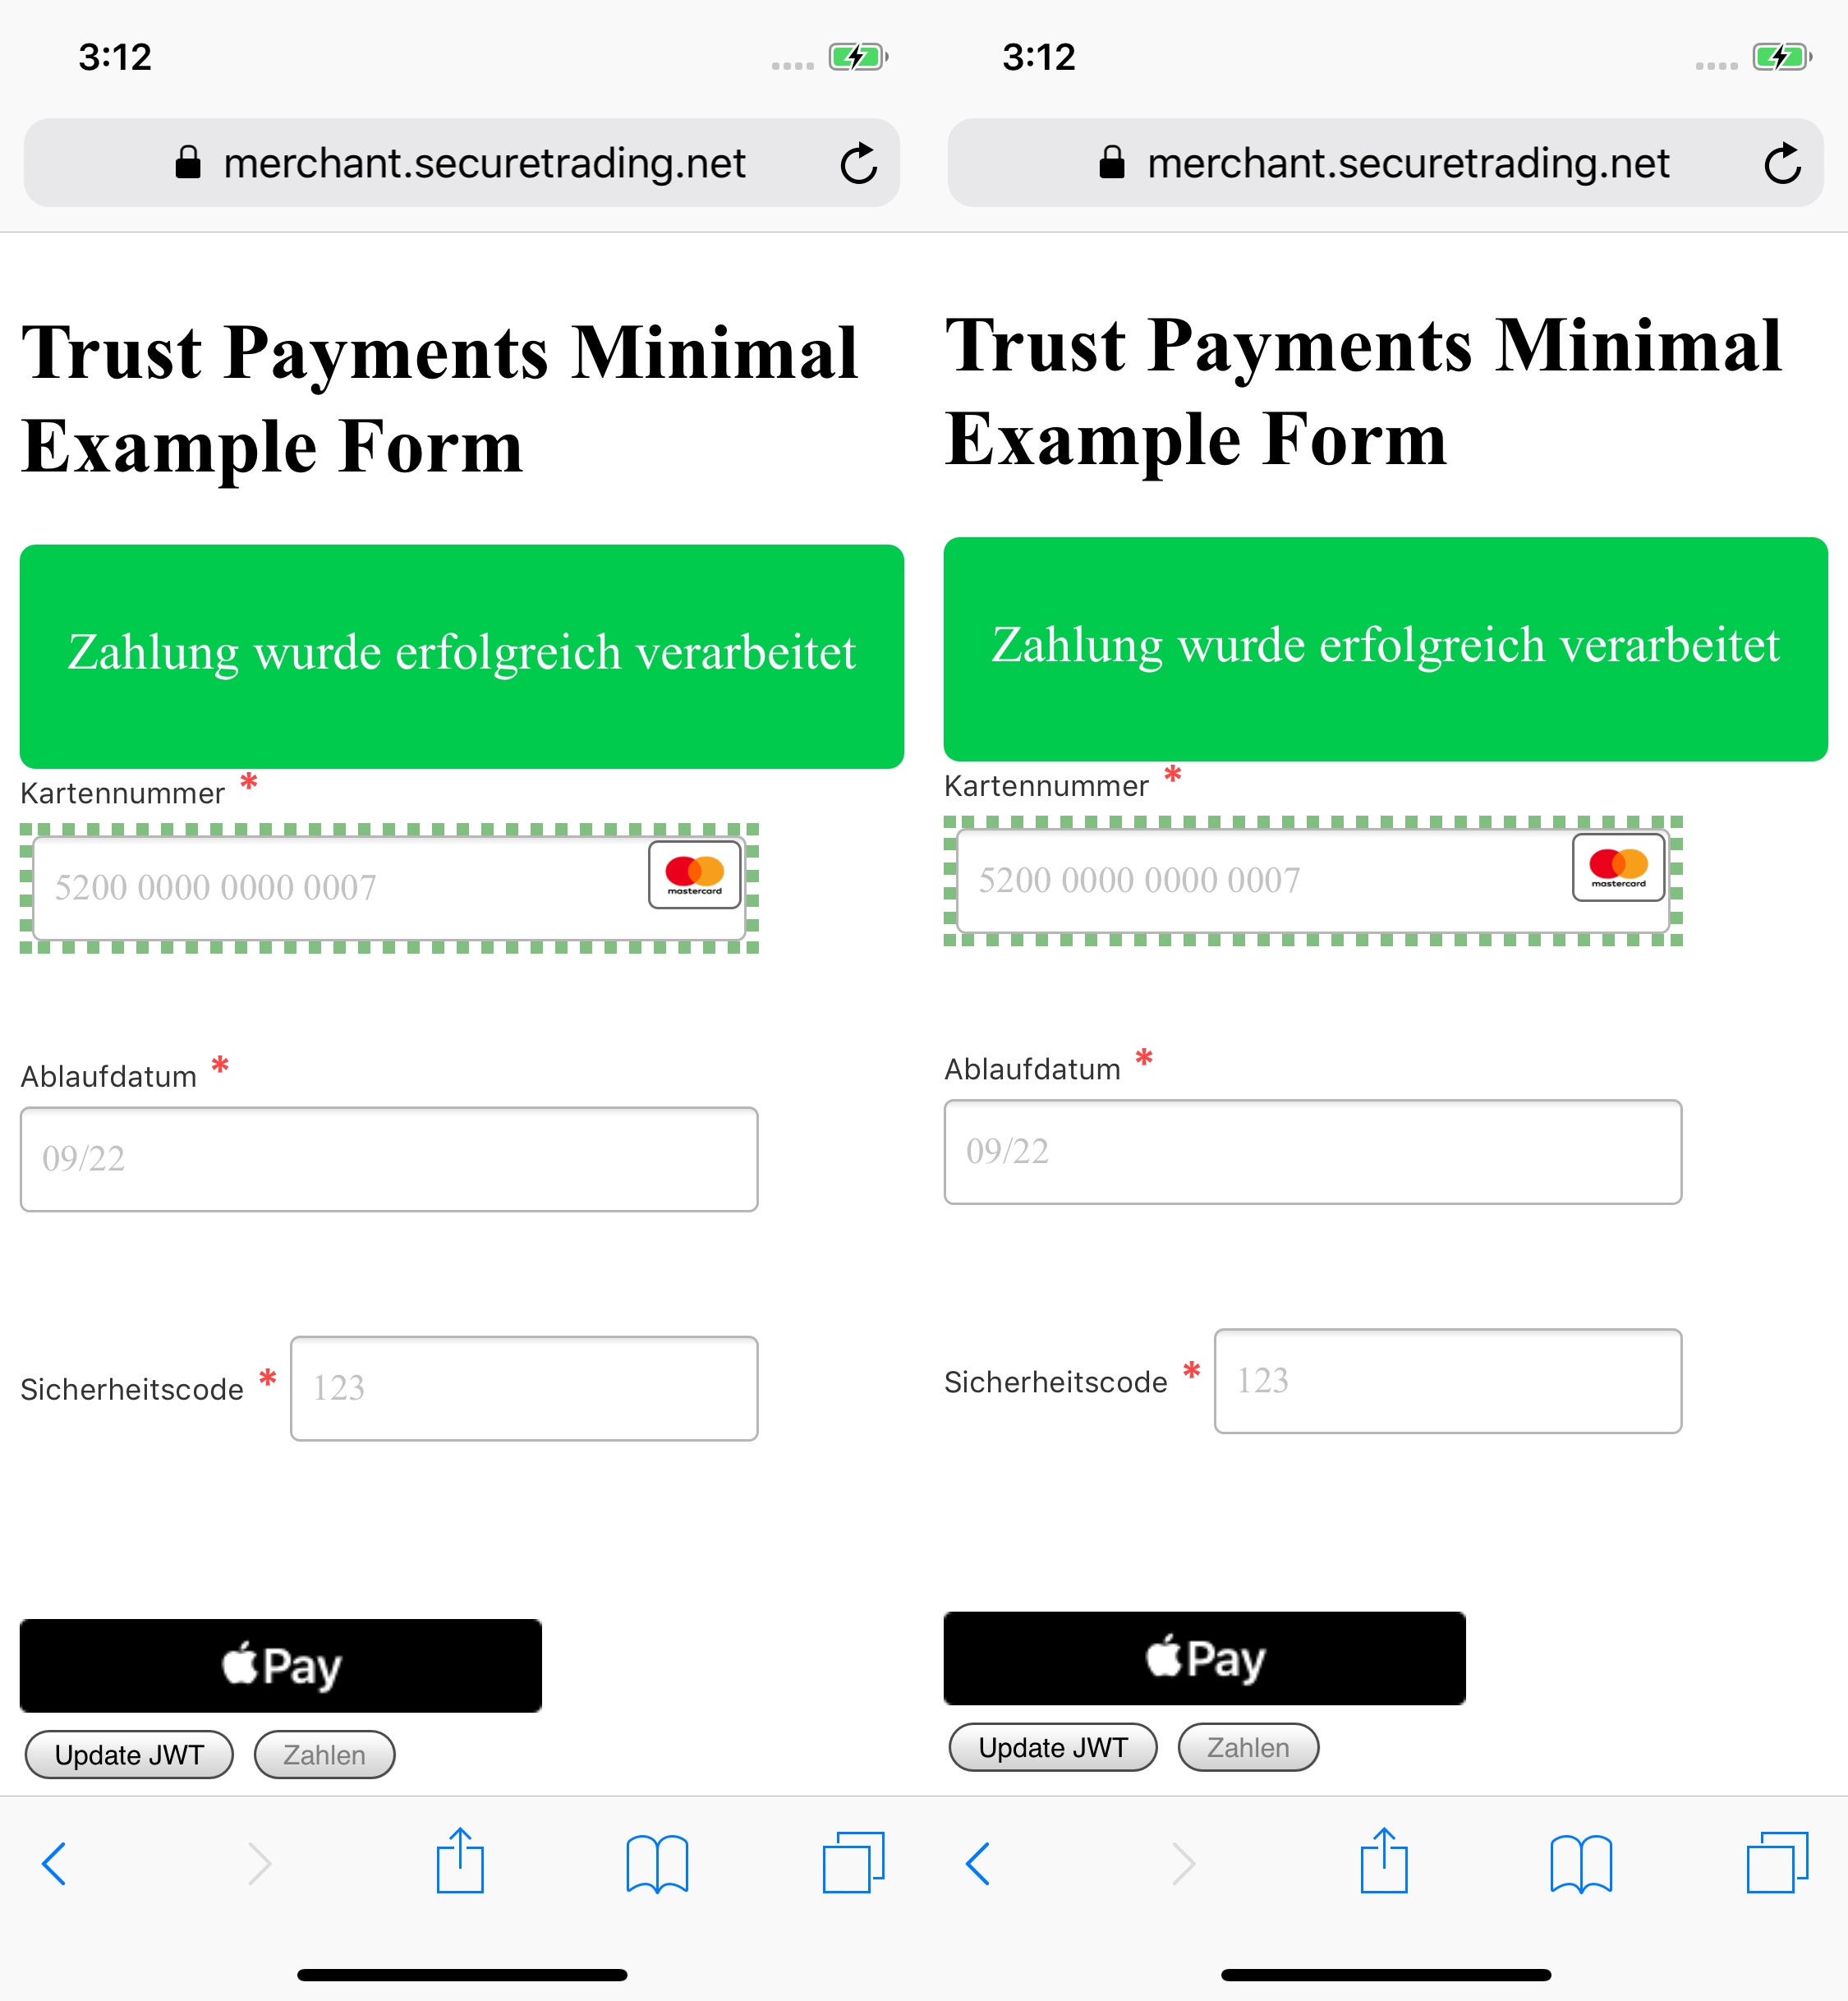 3:12
merchant.securetrading.net
Trust Payments Minimal
Example Form
Zahlung wurde erfolgreich verarbeitet
Kartennummer *
5200 0000 0000 0007
mastercard
Ablaufdatum *
09/22
Sicherheitscode *
123
Pay
Update JWT
Zahlen
3:12
merchant.securetrading.net
Trust Payments Minimal
Example Form
Zahlung wurde erfolgreich verarbeitet
Kartennummer *
5200 0000 0000 0007
mastercard
Ablaufdatum *
09/22
Sicherheitscode *
123
Pay
Update JWT
Zahlen